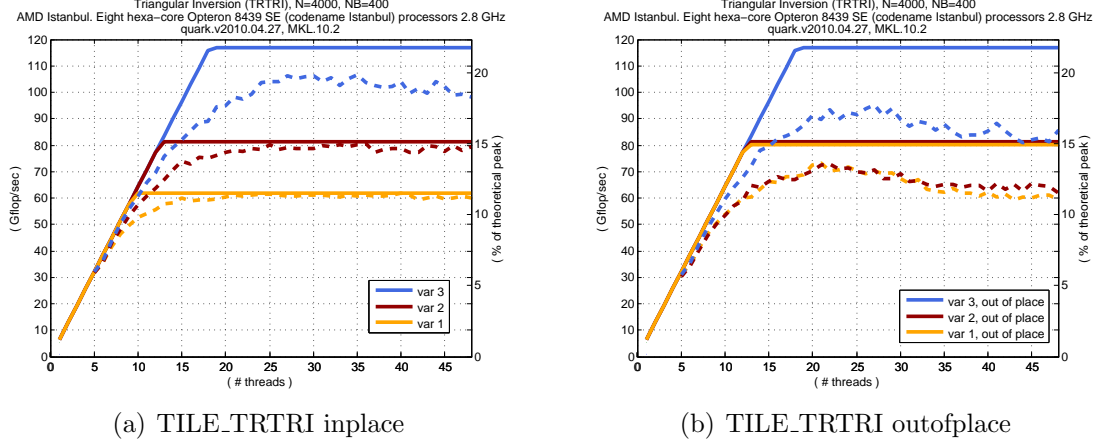 Triangular Inversion (TRTRI), N=4000, NB=400
AMD Istanbul. Eight hexa-core Opteron 8439 SE (codename Istanbul) processors 2.8 GHz
quark.v2010.04.27, MKL.10.2
120
110
100
90
80
70
60
50
40
30
20
10
0
( Gflop/sec )
20
15
10
5
0
( % of theorerical peak )
var 3
var 2
var 1
0 5 10 15 20 25 30 35 40 45
( # threads )
(a) TILE_TRTRI inplace
Triangular Inversion (TRTRI), N=4000, NB=400
AMD Istanbul. Eight hexa-core Opteron 8439 SE (codename Istanbul) processors 2.8 GHz
quark.v2010.04.27, MKL.10.2
120
110
100
90
80
70
60
50
40
30
20
10
0
( Gflop/sec )
20
15
10
5
0
( % of theorerical peak )
var 3, out of place
var 2, out of place
var 1, out of place
0 5 10 15 20 25 30 35 40 45
( # threads )
(b) TILE_TRTRI outofplace